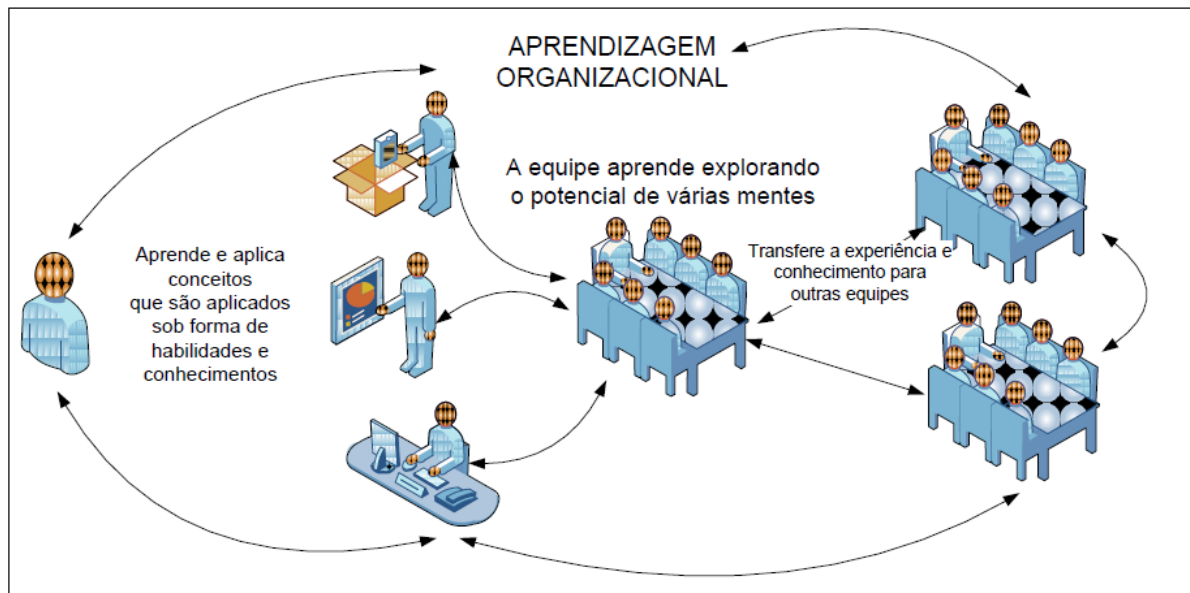 APRENDIZAGEM
ORGANIZACIONAL
A equipe aprende explorando
o potencial de várias mentes
Aprende e aplica
conceitos
que são aplicados
sob forma de
habilidades e
conhecimentos
Transfere a experiência e
conhecimento para
outras equipes